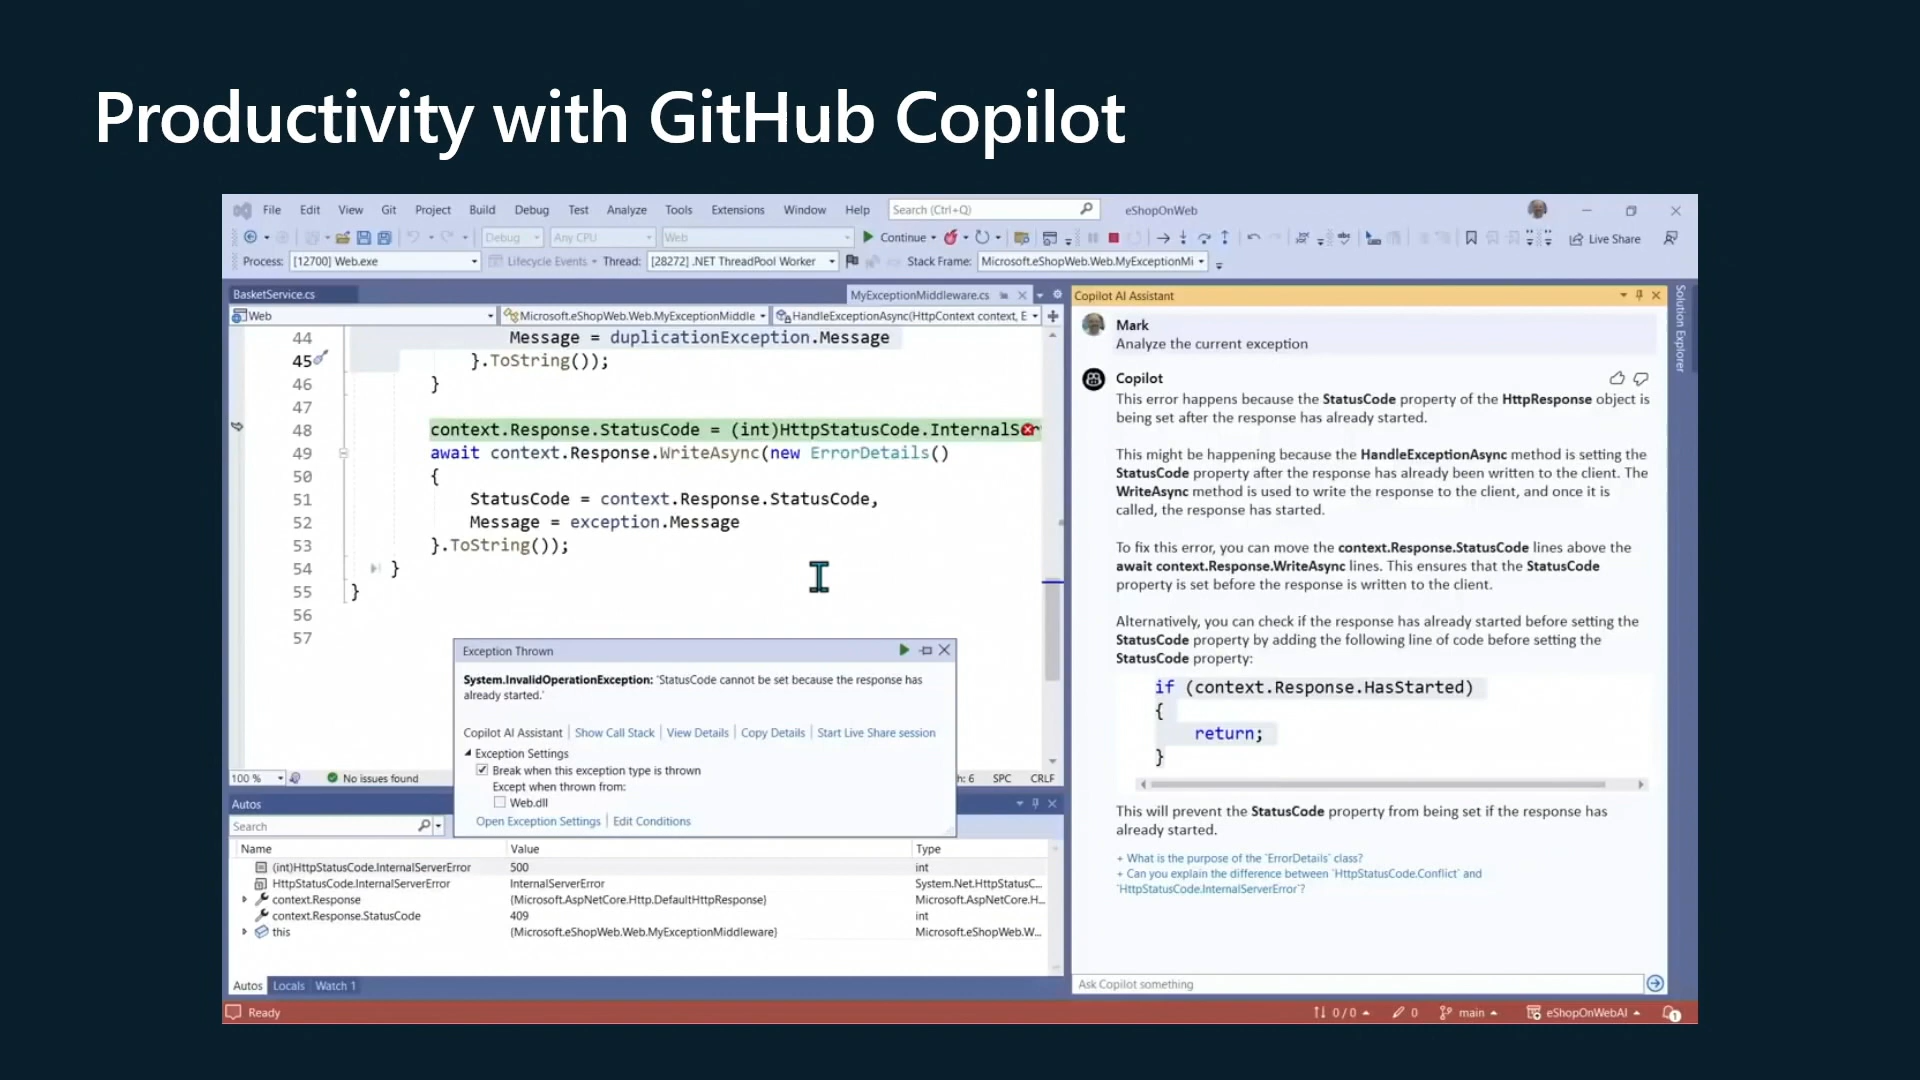 Productivity with GitHub Copilot
File Edit View Git Project Build Debug Test Analyze Tools Extensions Window Help Search (Ctrl+Q) eShopOnWeb
Debug Any CPU Web Continue Live Share
Process: [12700] Web.exe Lifecycle Events Thread: [28272] .NET ThreadPool Worker Stack Frame: Microsoft.eShopWeb.Web.MyExceptionMi
BasketService.cs MyExceptionMiddleware.cs
Web Microsoft.eShopWeb.Web.MyExceptionMiddle HandleExceptionAsync(HttpContext context, E
44 Message = duplicationException.Message
45 }.ToString());
46 }
47
48 context.Response.StatusCode = (int)HttpStatusCode.InternalSer
49 await context.Response.WriteAsync(new ErrorDetails()
50 {
51 StatusCode = context.Response.StatusCode,
52 Message = exception.Message
53 }.ToString());
54 }
55 }
56
57
Exception Thrown
System.InvalidOperationException: 'StatusCode cannot be set because the response has
already started.'
Copilot AI Assistant | Show Call Stack | View Details | Copy Details | Start Live Share session
Exception Settings
Break when this exception type is thrown
Except when thrown from:
Web.dll
Open Exception Settings | Edit Conditions
100 % No issues found h: 6 SPC CRLF
Autos
Search
Name Value Type
(int)HttpStatusCode.InternalServerError 500 int
HttpStatusCode.InternalServerError InternalServerError System.Net.HttpStatusC...
context.Response {Microsoft.AspNetCore.Http.DefaultHttpResponse} Microsoft.AspNetCore.H...
context.Response.StatusCode 409 int
this {Microsoft.eShopWeb.Web.MyExceptionMiddleware} Microsoft.eShopWeb.W...
Autos Locals Watch 1
Copilot AI Assistant
Solution Explorer
Mark
Analyze the current exception
Copilot
This error happens because the StatusCode property of the HttpResponse object is
being set after the response has already started.
This might be happening because the HandleExceptionAsync method is setting the
StatusCode property after the response has already been written to the client. The
WriteAsync method is used to write the response to the client, and once it is
called, the response has started.
To fix this error, you can move the context.Response.StatusCode lines above the
await context.Response.WriteAsync lines. This ensures that the StatusCode
property is set before the response is written to the client.
Alternatively, you can check if the response has already started before setting the
StatusCode property by adding the following line of code before setting the
StatusCode property:
if (context.Response.HasStarted)
{
return;
}
This will prevent the StatusCode property from being set if the response has
already started.
+ What is the purpose of the `ErrorDetails` class?
+ Can you explain the difference between `HttpStatusCode.Conflict` and
`HttpStatusCode.InternalServerError`?
Ask Copilot something
Ready 0 / 0 0 main eShopOnWebAI 1